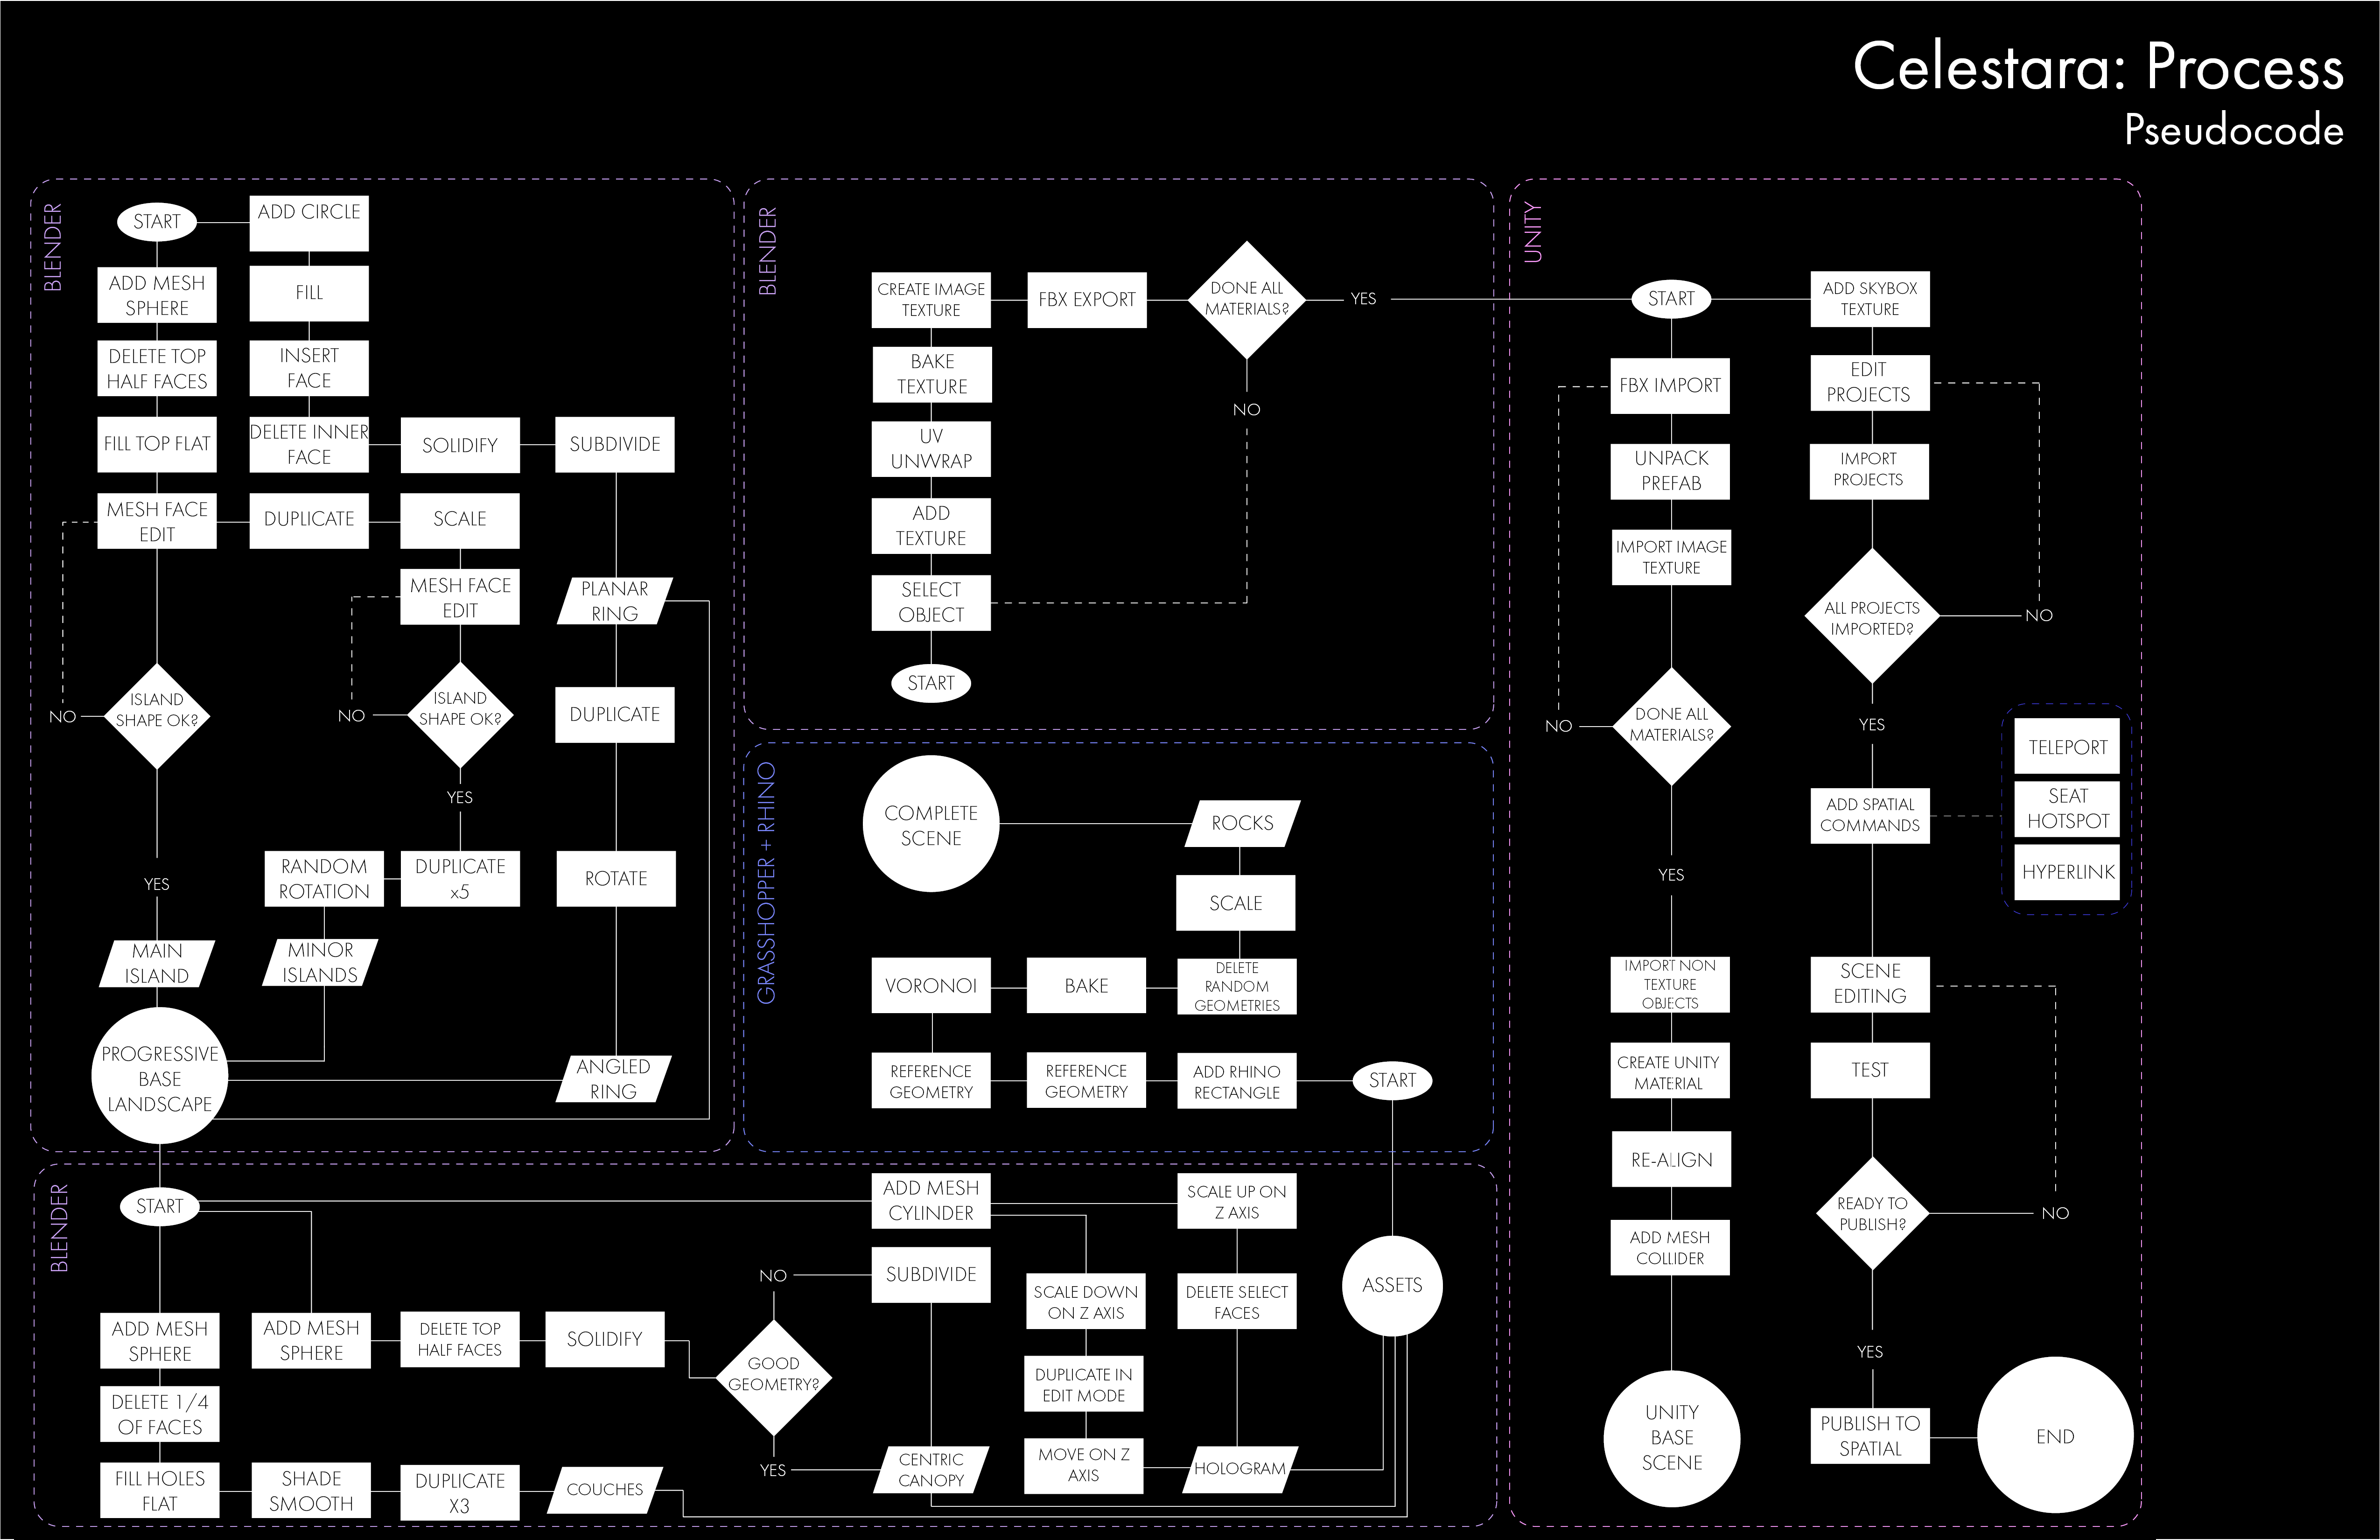 Celestara: Process
Pseudocode
BLENDER
START
ADD CIRCLE
ADD MESH
SPHERE
FILL
DELETE TOP
HALF FACES
INSERT
FACE
FILL TOP FLAT
DELETE INNER
FACE
SOLIDIFY
SUBDIVIDE
MESH FACE
EDIT
DUPLICATE
SCALE
MESH FACE
EDIT
PLANAR
RING
NO
ISLAND
SHAPE OK?
NO
ISLAND
SHAPE OK?
DUPLICATE
YES
YES
RANDOM
ROTATION
DUPLICATE
x5
ROTATE
MAIN
ISLAND
MINOR
ISLANDS
PROGRESSIVE
BASE
LANDSCAPE
ANGLED
RING
BLENDER
CREATE IMAGE
TEXTURE
FBX EXPORT
DONE ALL
MATERIALS?
YES
BAKE
TEXTURE
NO
UV
UNWRAP
ADD
TEXTURE
SELECT
OBJECT
START
GRASSHOPPER + RHINO
COMPLETE
SCENE
ROCKS
SCALE
VORONOI
BAKE
DELETE
RANDOM
GEOMETRIES
REFERENCE
GEOMETRY
REFERENCE
GEOMETRY
ADD RHINO
RECTANGLE
START
BLENDER
START
ADD MESH
CYLINDER
SCALE UP ON
Z AXIS
NO
SUBDIVIDE
SCALE DOWN
ON Z AXIS
DELETE SELECT
FACES
ASSETS
ADD MESH
SPHERE
ADD MESH
SPHERE
DELETE TOP
HALF FACES
SOLIDIFY
GOOD
GEOMETRY?
DUPLICATE IN
EDIT MODE
DELETE 1/4
OF FACES
YES
CENTRIC
CANOPY
MOVE ON Z
AXIS
HOLOGRAM
FILL HOLES
FLAT
SHADE
SMOOTH
DUPLICATE
X3
COUCHES
UNITY
START
ADD SKYBOX
TEXTURE
FBX IMPORT
EDIT
PROJECTS
UNPACK
PREFAB
IMPORT
PROJECTS
IMPORT IMAGE
TEXTURE
ALL PROJECTS
IMPORTED?
NO
NO
DONE ALL
MATERIALS?
YES
TELEPORT
SEAT
HOTSPOT
HYPERLINK
ADD SPATIAL
COMMANDS
YES
IMPORT NON
TEXTURE
OBJECTS
SCENE
EDITING
CREATE UNITY
MATERIAL
TEST
RE-ALIGN
READY TO
PUBLISH?
NO
ADD MESH
COLLIDER
YES
UNITY
BASE
SCENE
PUBLISH TO
SPATIAL
END